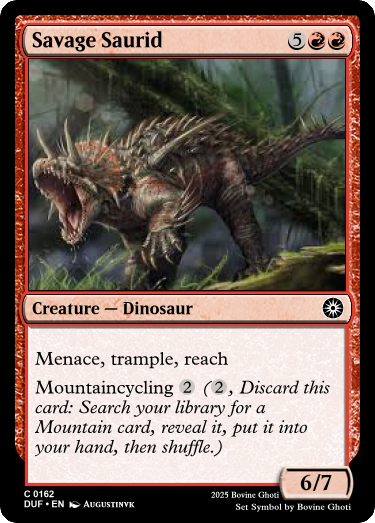 Savage Saurid 5
Creature — Dinosaur
Menace, trample, reach
Mountaincycling 2 (2, Discard this
card: Search your library for a
Mountain card, reveal it, put it into
your hand, then shuffle.)
6/7
C 0162
DUF • EN Augustinvk
2025 Bovine Ghoti
Set Symbol by Bovine Ghoti